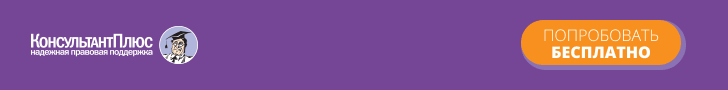 КонсультантПлюс
надежная правовая поддержка
ПОПРОБОВАТЬ
БЕСПЛАТНО